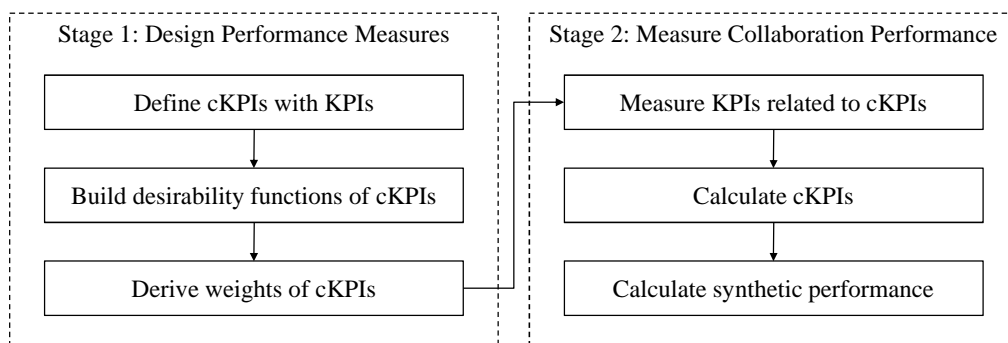 Stage 1: Design Performance Measures
Define cKPIs with KPIs
Build desirability functions of cKPIs
Derive weights of cKPIs
Stage 2: Measure Collaboration Performance
Measure KPIs related to cKPIs
Calculate cKPIs
Calculate synthetic performance